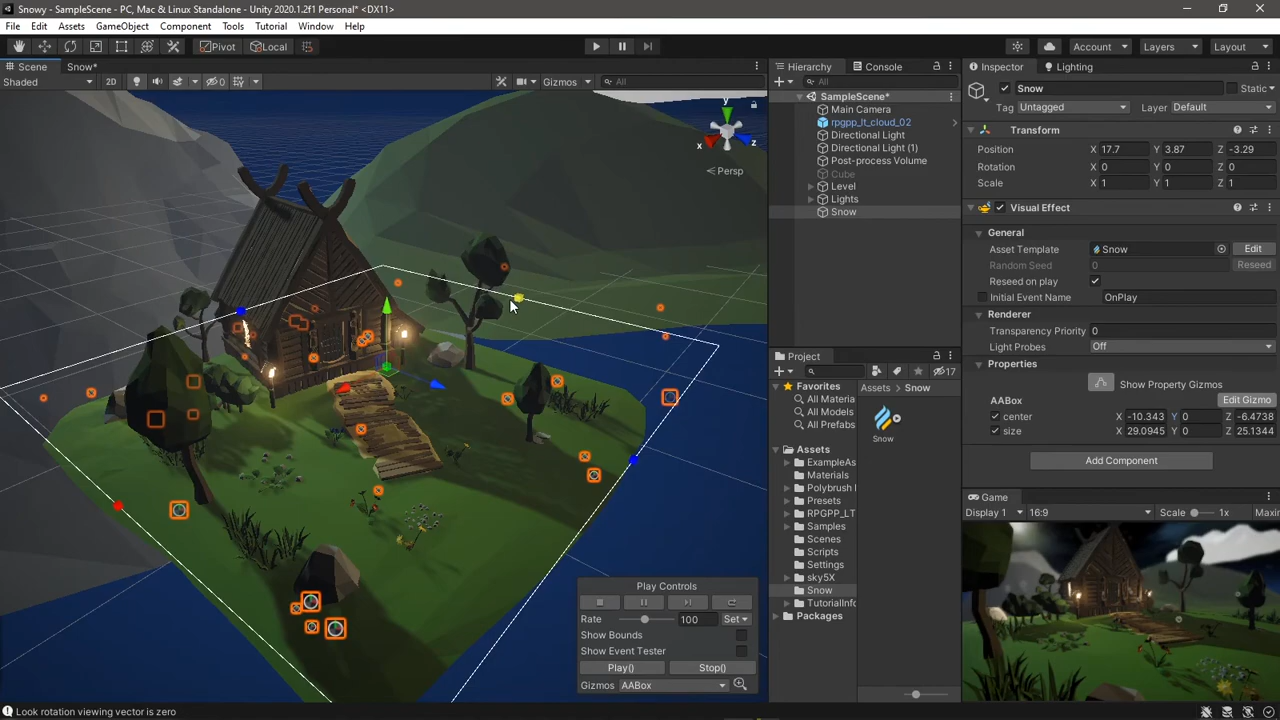 Snowy - SampleScene - PC, Mac & Linux Standalone - Unity 2020.1.2f1 Personal* <DX11>
File Edit Assets GameObject Component Tools Tutorial Window Help
Pivot Local Account Layers Layout
Scene Snow*
Shaded 2D 0 Gizmos All
y
x
z
Persp
Play Controls
Rate 100 Set
Show Bounds
Show Event Tester
Play() Stop()
Gizmos AABox
Hierarchy Console
All
SampleScene*
Main Camera
rpgpp_lt_cloud_02
Directional Light
Directional Light (1)
Post-process Volume
Cube
Level
Lights
Snow
Project
17
Favorites
All Materia
All Models
All Prefabs
Assets
ExampleAs
Materials
Polybrush
Presets
RPGPP_LT
Samples
Scenes
Scripts
Settings
sky5X
Snow
TutorialInfo
Packages
Assets Snow
Snow
Inspector Lighting
Snow Static
Tag Untagged Layer Default
Transform
Position X 17.7 Y 3.87 Z -3.29
Rotation X 0 Y 0 Z 0
Scale X 1 Y 1 Z 1
Visual Effect
General
Asset Template Snow Edit
Random Seed 0 Reseed
Reseed on play
Initial Event Name OnPlay
Renderer
Transparency Priority 0
Light Probes Off
Properties
Show Property Gizmos
AABox Edit Gizmo
center X -10.343 Y 0 Z -6.4738
size X 29.0945 Y 0 Z 25.1344
Add Component
Game
Display 1 16:9 Scale 1x Maxir
Look rotation viewing vector is zero